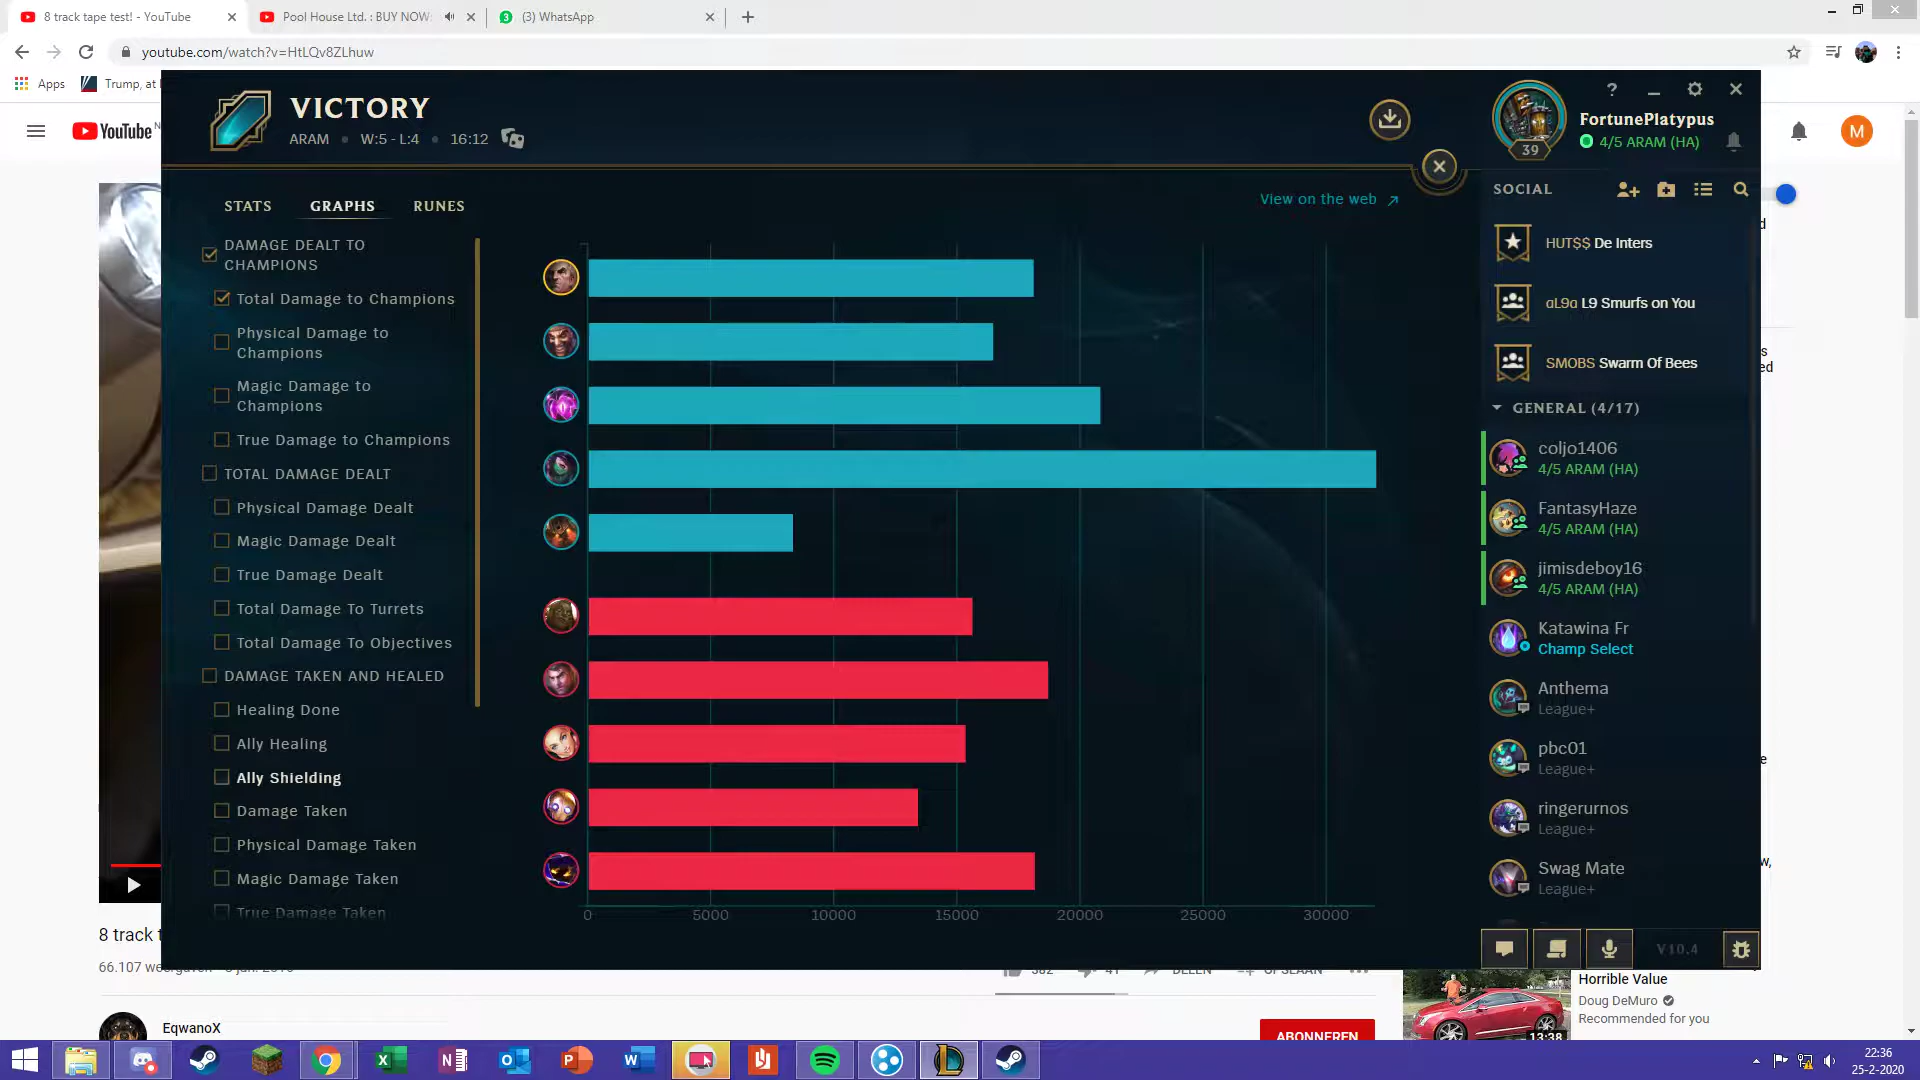 8 track tape test! - YouTube
Pool House Ltd. : BUY NOW
(3) WhatsApp
youtube.com/watch?v=HtLQv8ZLhuw
Apps
Trump, at
YouTube
M
VICTORY
ARAM • W:5 - L:4 • 16:12
39
FortunePlatypus
4/5 ARAM (HA)
STATS
GRAPHS
RUNES
View on the web
DAMAGE DEALT TO
CHAMPIONS
Total Damage to Champions
Physical Damage to
Champions
Magic Damage to
Champions
True Damage to Champions
TOTAL DAMAGE DEALT
Physical Damage Dealt
Magic Damage Dealt
True Damage Dealt
Total Damage To Turrets
Total Damage To Objectives
DAMAGE TAKEN AND HEALED
Healing Done
Ally Healing
Ally Shielding
Damage Taken
Physical Damage Taken
Magic Damage Taken
True Damage Taken
0 5000 10000 15000 20000 25000 30000
SOCIAL
HUT$$ De Inters
aL9a L9 Smurfs on You
SMOBS Swarm Of Bees
GENERAL (4/17)
coljo1406
4/5 ARAM (HA)
FantasyHaze
4/5 ARAM (HA)
jimisdeboy16
4/5 ARAM (HA)
Katawina Fr
Champ Select
Anthema
League+
pbc01
League+
ringerurnos
League+
Swag Mate
League+
V10.4
8 track
66.107
EqwanoX
ABONNEREN
Horrible Value
Doug DeMuro
Recommended for you
13:38
22:36
25-2-2020